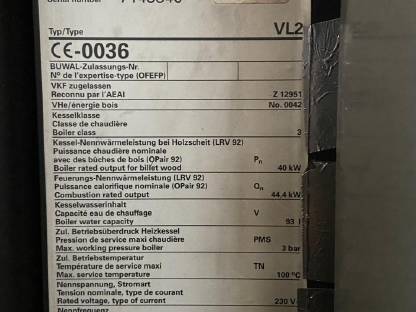 Serial number
Typ/Type VL2
CE-0036
BUWAL-Zulassungs-Nr.
N° de l'expertise-type (OFEFP)
VKF zugelassen
Reconnu par l'AEAI Z 12951
VHe/énergie bois No. 0042
Kesselklasse
Classe de chaudière
Boiler class 3
Kessel-Nennwärmeleistung bei Holzscheit (LRV 92)
Puissance chaudière nominale
avec des bûches de bois (OPair 92) Pn
Boiler rated output for billet wood 40 kW
Feuerungs-Nennwärmeleistung (LRV 92)
Puissance calorifique nominale (OPair 92) Qn
Combustion rated output 44,4 kW
Kesselwasserinhalt
Capacité eau de chauffage V
Boiler water capacity 93 l
Zul. Betriebsüberdruck Heizkessel
Pression de service maxi chaudière PMS
Max. working pressure boiler 3 bar
Zul. Betriebstemperatur
Température de service maxi TN
Max. service temperature 100 °C
Nennspannung, Stromart
Tension nominale, type de courant
Rated voltage, type of current 230 V~
Nennfrequenz